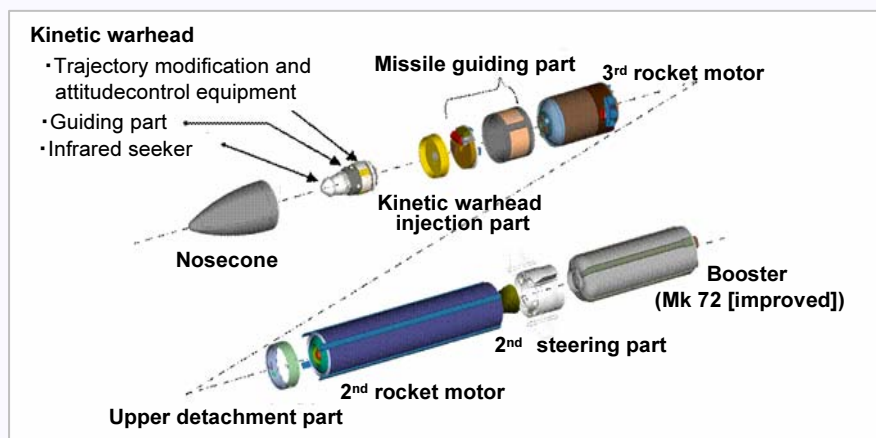 Kinetic warhead
・Trajectory modification and
attitudecontrol equipment
・Guiding part
・Infrared seeker
Missile guiding part
3rd rocket motor
Kinetic warhead
injection part
Nosecone
Booster
(Mk 72 [improved])
2nd steering part
2nd rocket motor
Upper detachment part